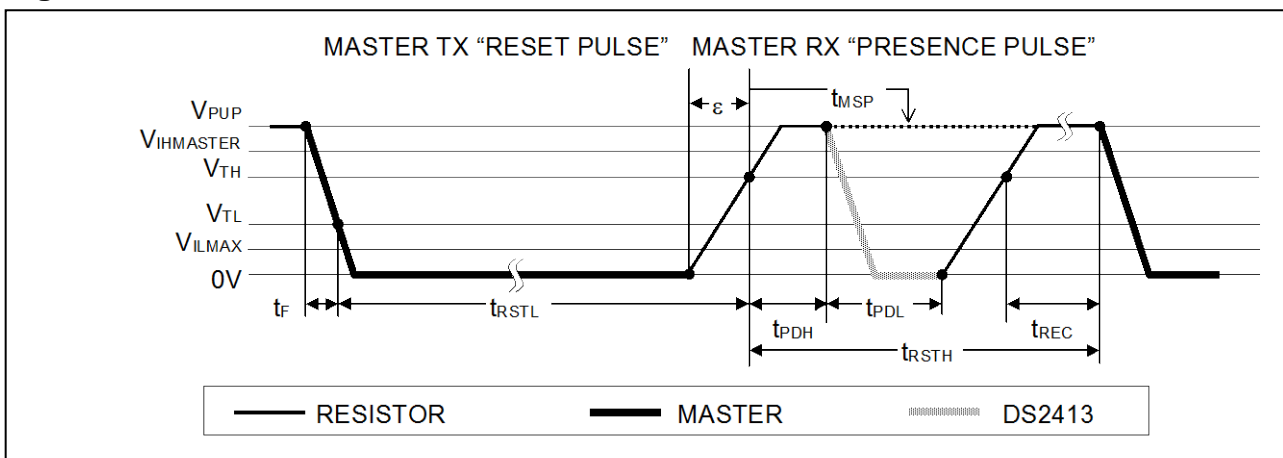 MASTER TX “RESET PULSE” MASTER RX “PRESENCE PULSE”
ε tMSP
VPUP
VIHMASTER
VTH
VTL
VILMAX
0V
tF tRSTL tPDH tPDL tREC
tRSTH
RESISTOR MASTER DS2413